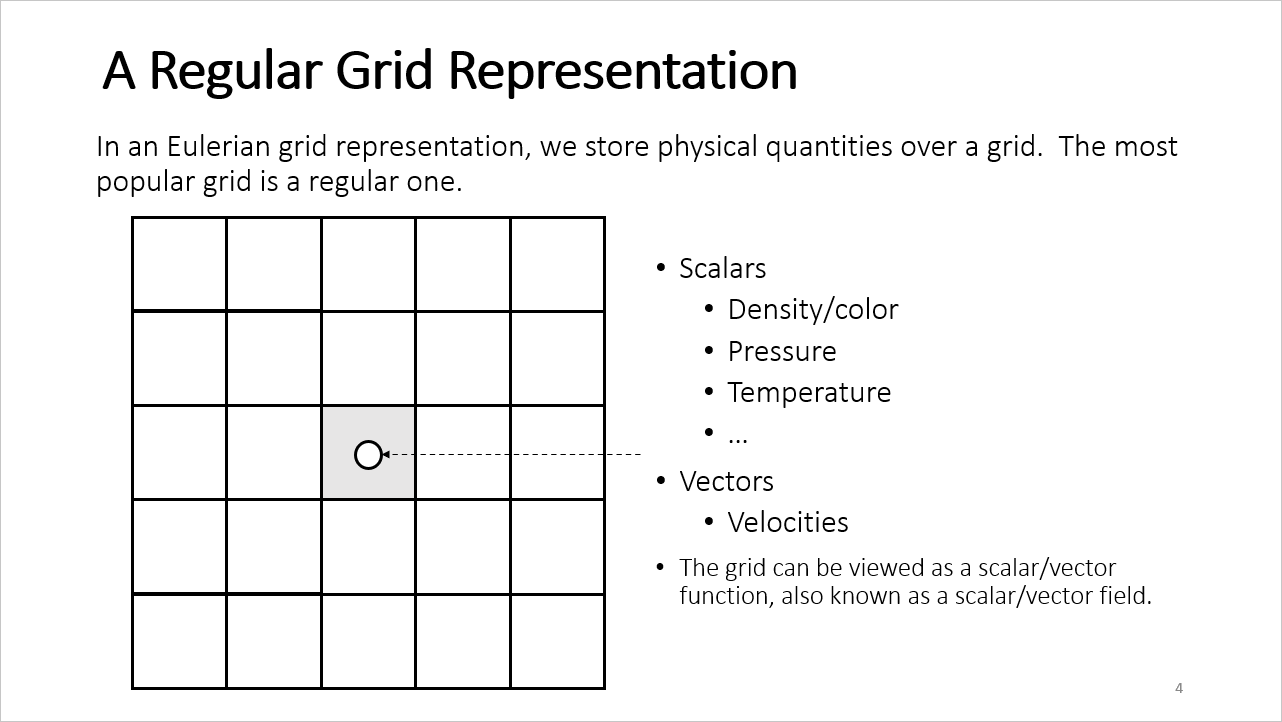 A Regular Grid Representation
In an Eulerian grid representation, we store physical quantities over a grid.  The most
popular grid is a regular one.
• Scalars
• Density/color
• Pressure
• Temperature
• ...
• Vectors
• Velocities
• The grid can be viewed as a scalar/vector
function, also known as a scalar/vector field.
4